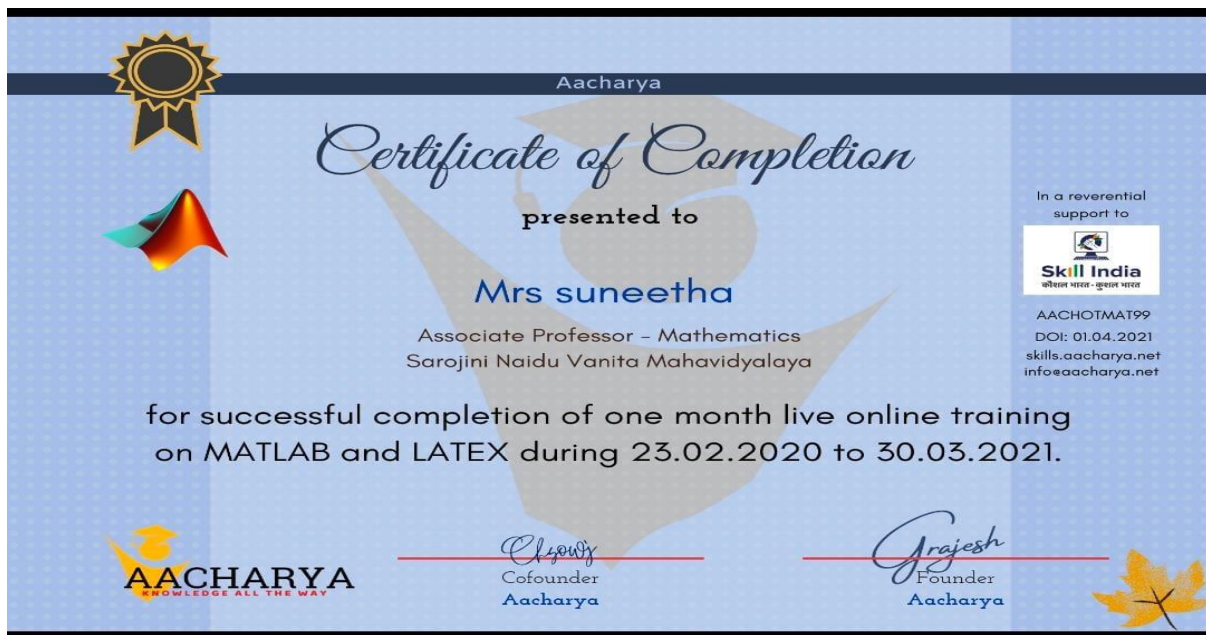 Aacharya
Certificate of Completion
presented to
Mrs suneetha
Associate Professor - Mathematics
Sarojini Naidu Vanita Mahavidyalaya
for successful completion of one month live online training
on MATLAB and LATEX during 23.02.2020 to 30.03.2021.
In a reverential
support to
Skill India
कौशल भारत - कुशल भारत
AACHOTMAT99
DOI: 01.04.2021
skills.aacharya.net
info@aacharya.net
AACHARYA
KNOWLEDGE ALL THE WAY
Cofounder
Aacharya
Grajesh
Founder
Aacharya